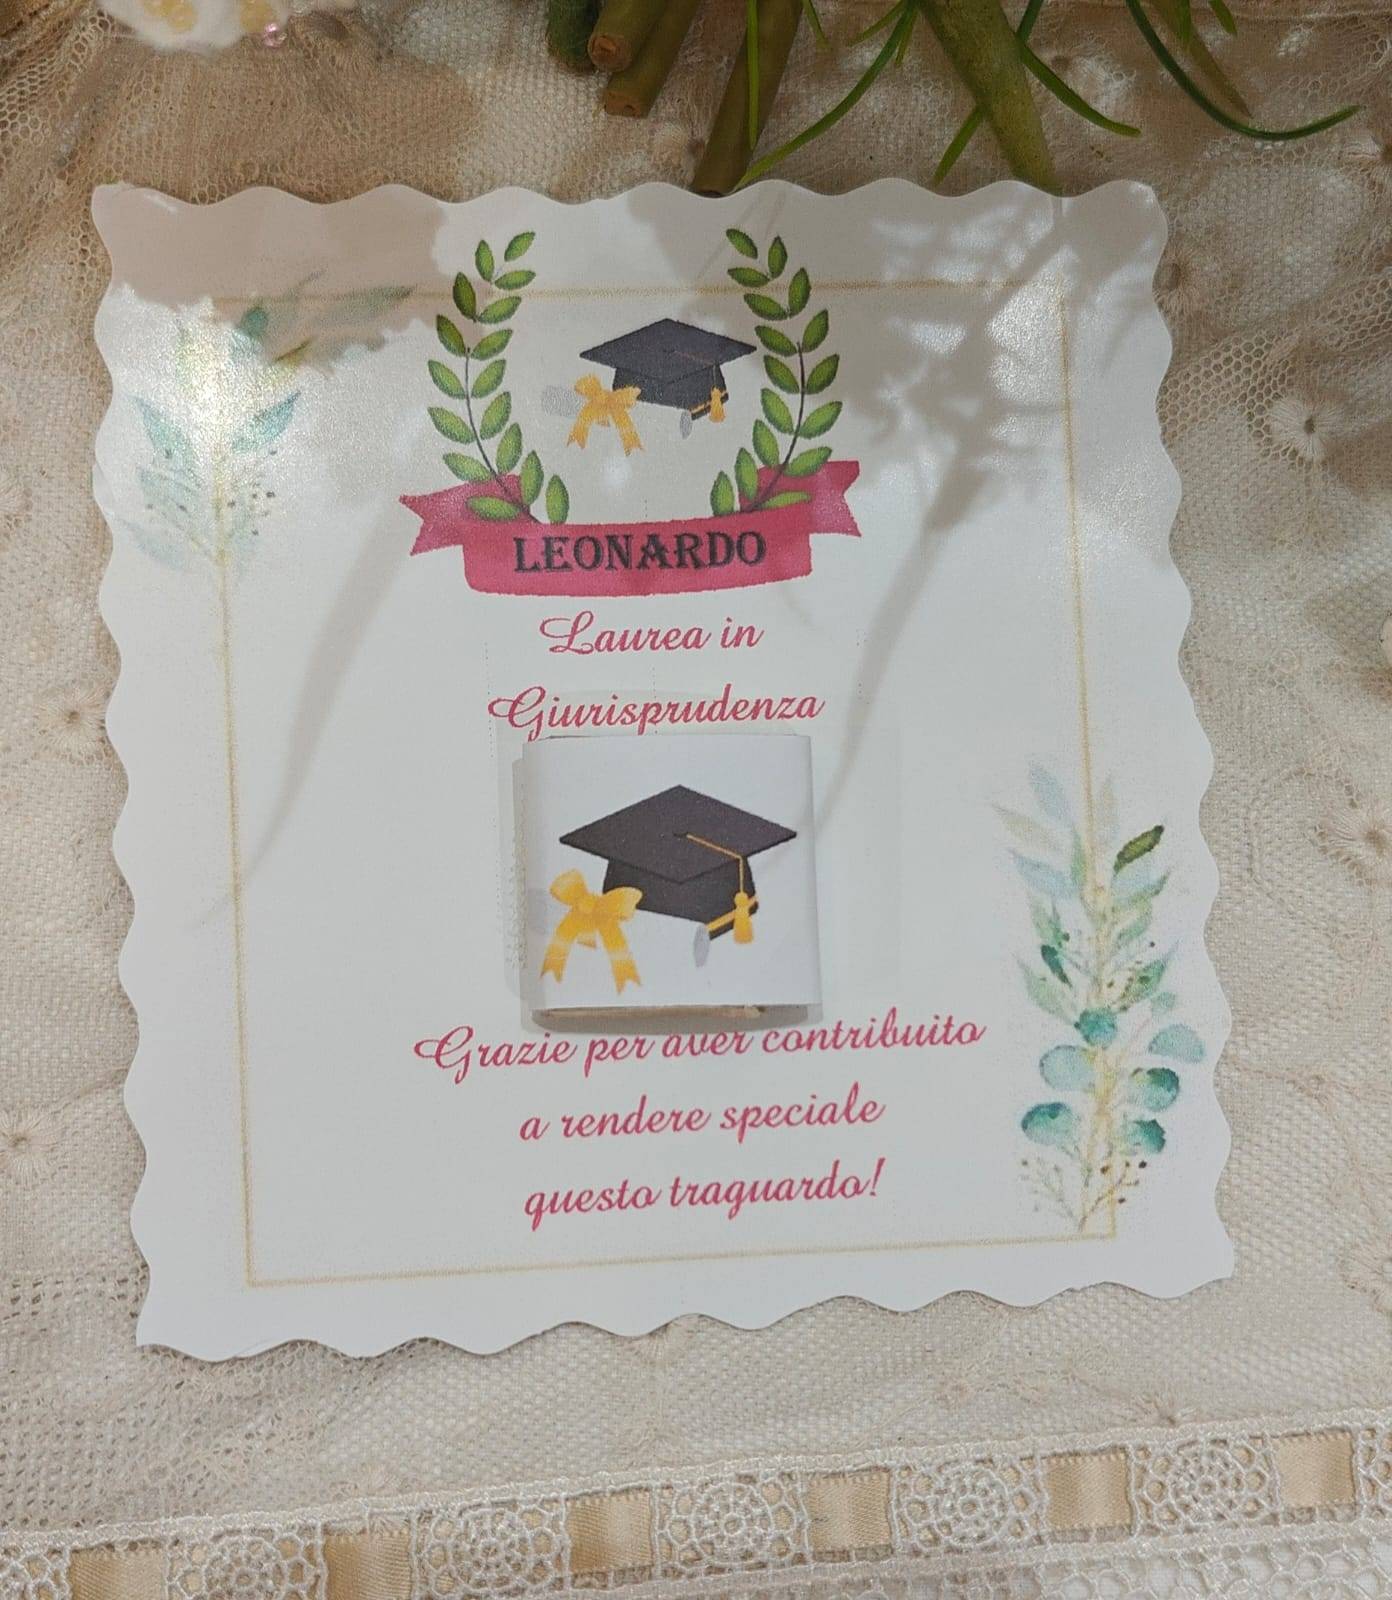 LEONARDO
Laurea in
Giurisprudenza
Grazie per aver contribuito
a rendere speciale
questo traguardo!